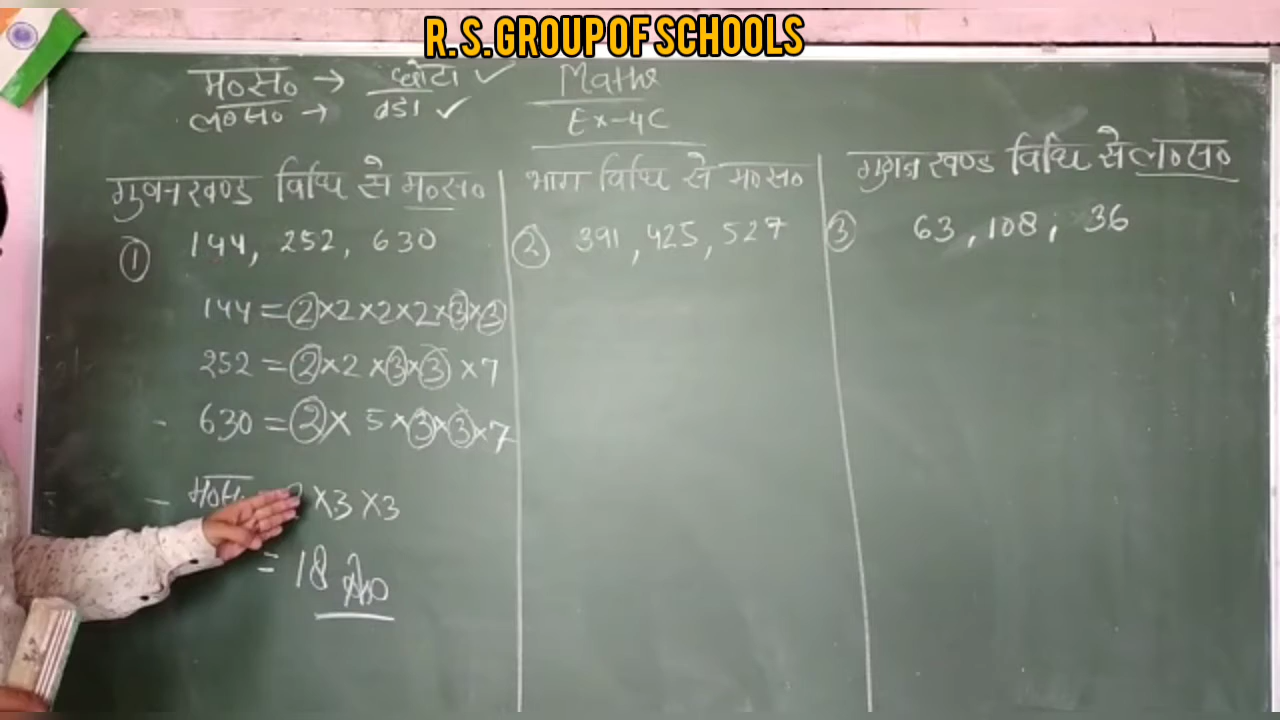 R.S. GROUP OF SCHOOLS
म०स० → छोटा ✓
ल०स० → बडा ✓
Maths
Ex-4C
गुणनखण्ड विधि से म०स०
① 144, 252, 630
144 = 2×2×2×2×3×3
252 = 2×2×3×3×7
630 = 2× 5×3×3×7
म०स० 2×3×3
= 18
भाग विधि से म०स०
② 391, 425, 527
गुणनखण्ड विधि से ल०स०
③ 63, 108, 36